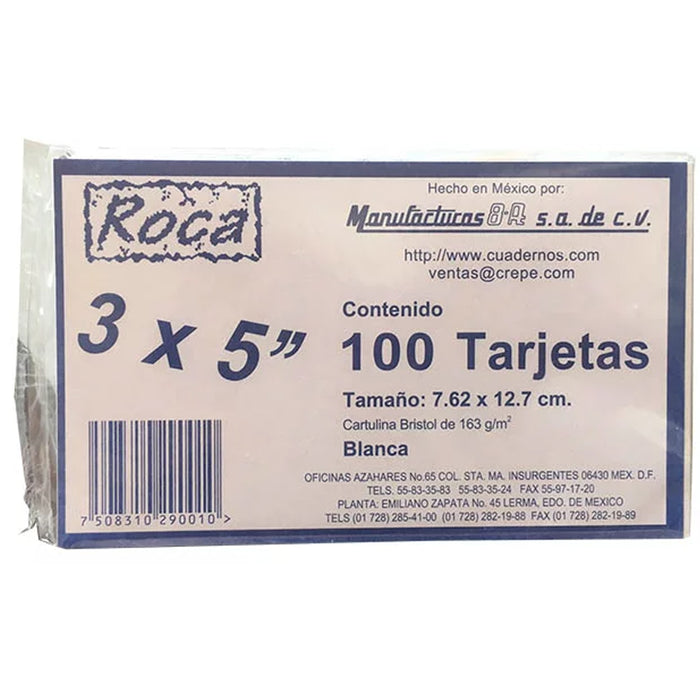 Roca
Hecho en México por:
Manufacturas 8-A s.a. de c.v.
http://www.cuadernos.com
ventas@crepe.com
3 x 5”
Contenido
100 Tarjetas
Tamaño: 7.62 x 12.7 cm.
Cartulina Bristol de 163 g/m²
Blanca
OFICINAS AZAHARES No.65 COL. STA. MA. INSURGENTES 06430 MEX. D.F.
TELS. 55-83-35-83 55-83-35-24 FAX 55-97-17-20
PLANTA: EMILIANO ZAPATA No. 45 LERMA, EDO. DE MEXICO
TELS (01 728) 285-41-00 (01 728) 282-19-88 FAX (01 728) 282-19-89
7 508310 290010 >